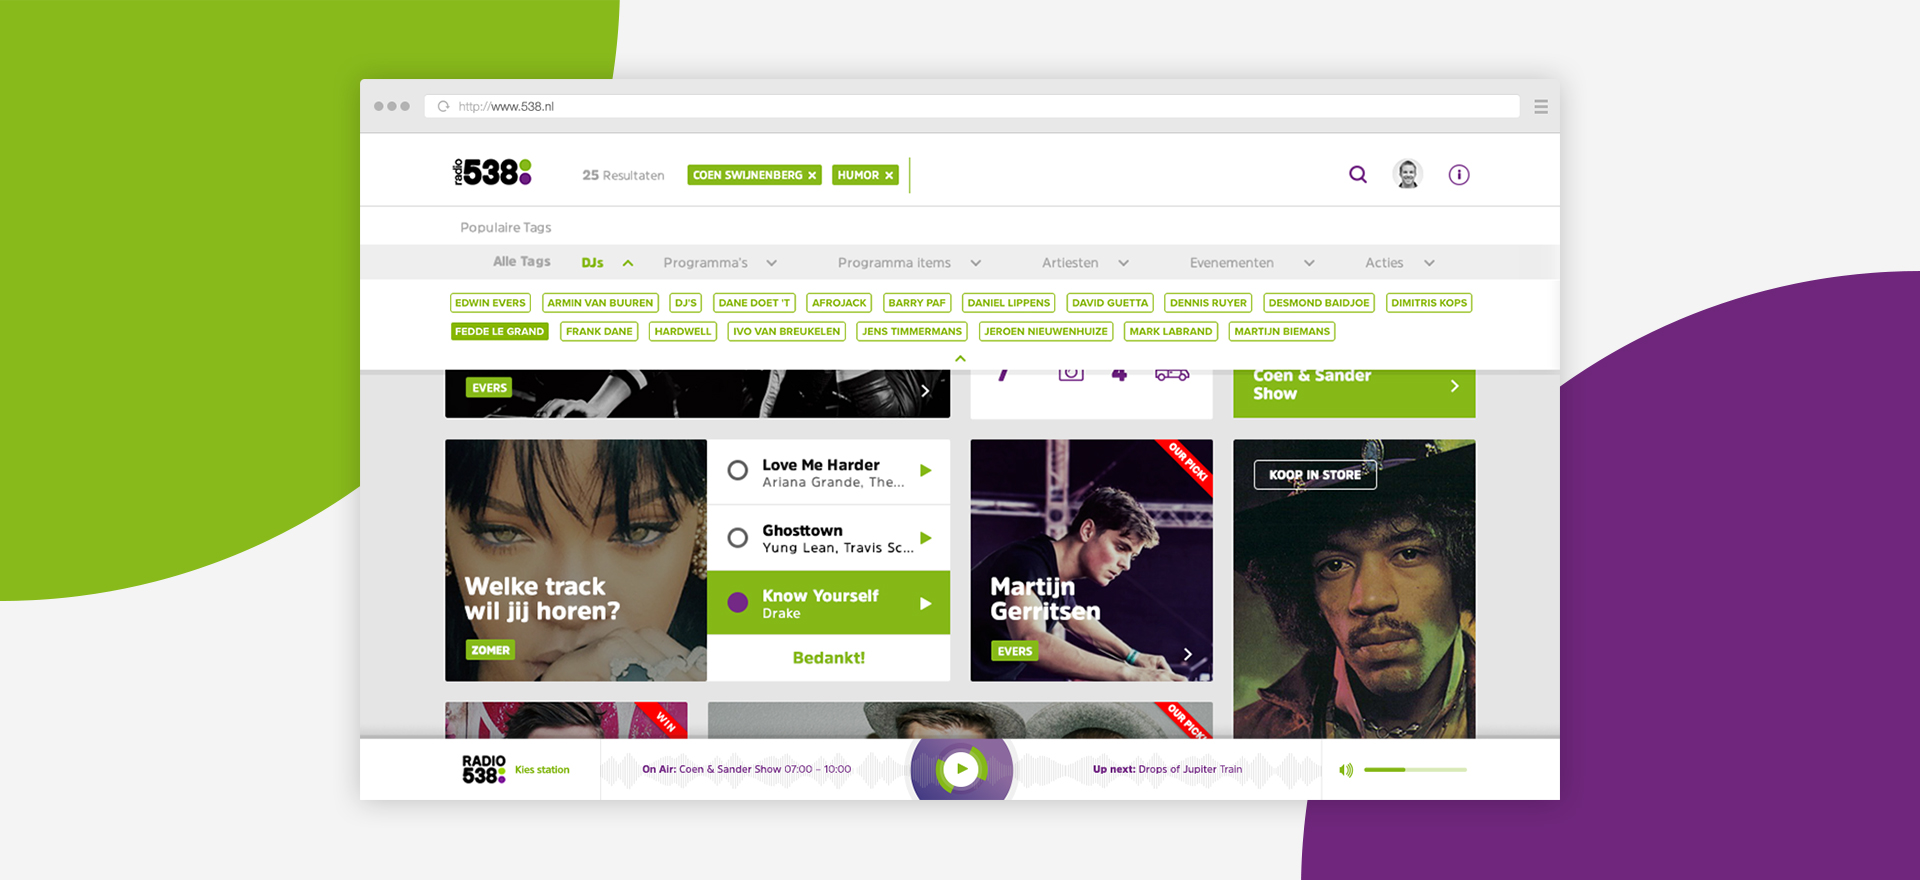 http://www.538.nl
radio 538
25 Resultaten
COEN SWIJNENBERG ×
HUMOR ×
Populaire Tags
Alle Tags
DJs
Programma's
Programma items
Artiesten
Evenementen
Acties
EDWIN EVERS
ARMIN VAN BUUREN
DJ'S
DANE DOET 'T
AFROJACK
BARRY PAF
DANIEL LIPPENS
DAVID GUETTA
DENNIS RUYER
DESMOND BAIDJOE
DIMITRIS KOPS
FEDDE LE GRAND
FRANK DANE
HARDWELL
IVO VAN BREUKELEN
JENS TIMMERMANS
JEROEN NIEUWENHUIZE
MARK LABRAND
MARTIJN BIEMANS
EVERS
4
Coen & Sander
Show
Welke track
wil jij horen?
ZOMER
Love Me Harder
Ariana Grande, The...
Ghosttown
Yung Lean, Travis Sc...
Know Yourself
Drake
Bedankt!
OUR PICK!
Martijn
Gerritsen
EVERS
KOOP IN STORE
WIN
OUR PICK!
RADIO
538
Kies station
On Air: Coen & Sander Show 07:00 – 10:00
Up next: Drops of Jupiter Train